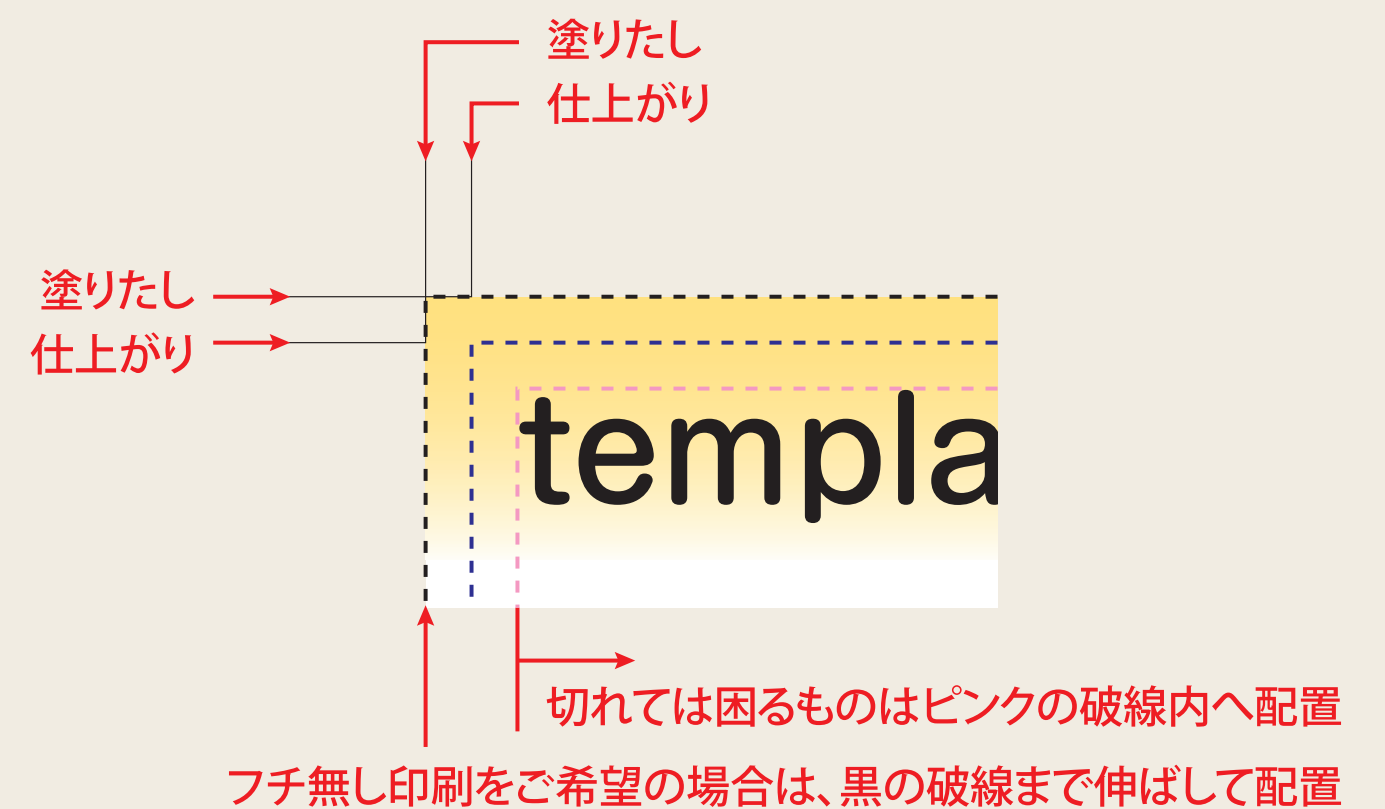 塗りたし
仕上がり
塗りたし
仕上がり
templa
切れては困るものはピンクの破線内へ配置
フチ無し印刷をご希望の場合は、黒の破線まで伸ばして配置